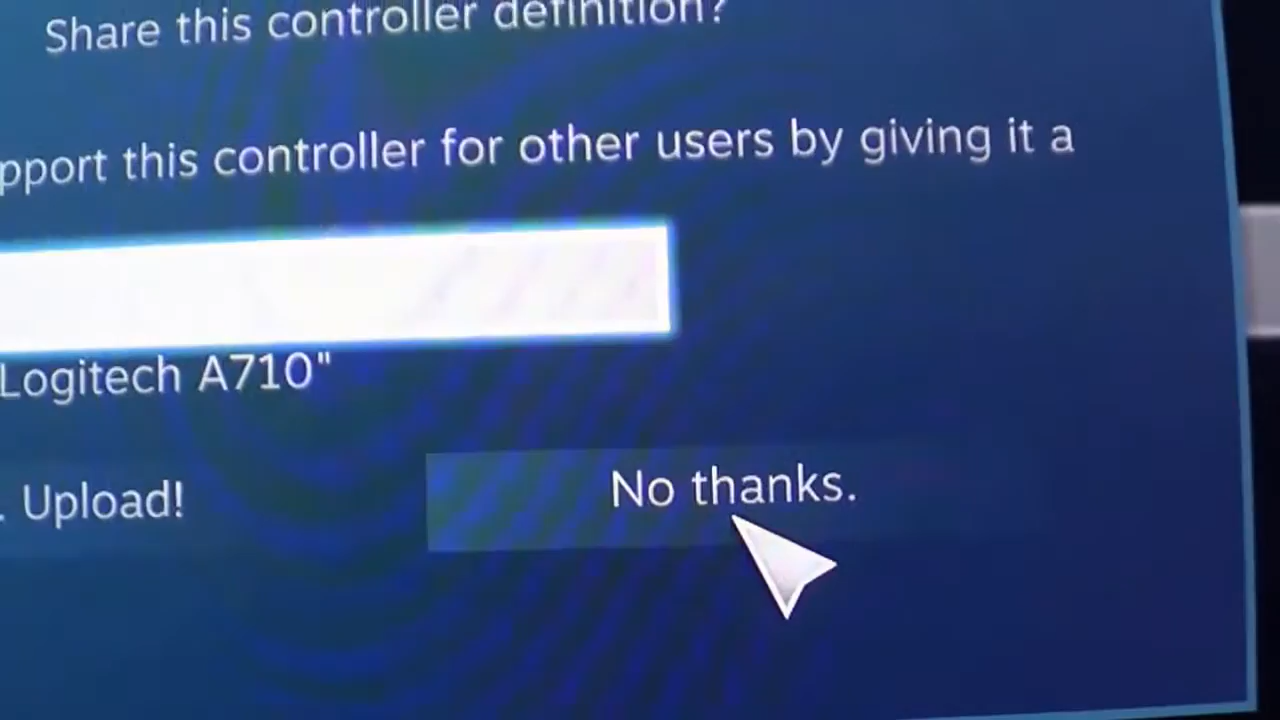 Share this controller definition?
pport this controller for other users by giving it a
Logitech A710"
. Upload!
No thanks.